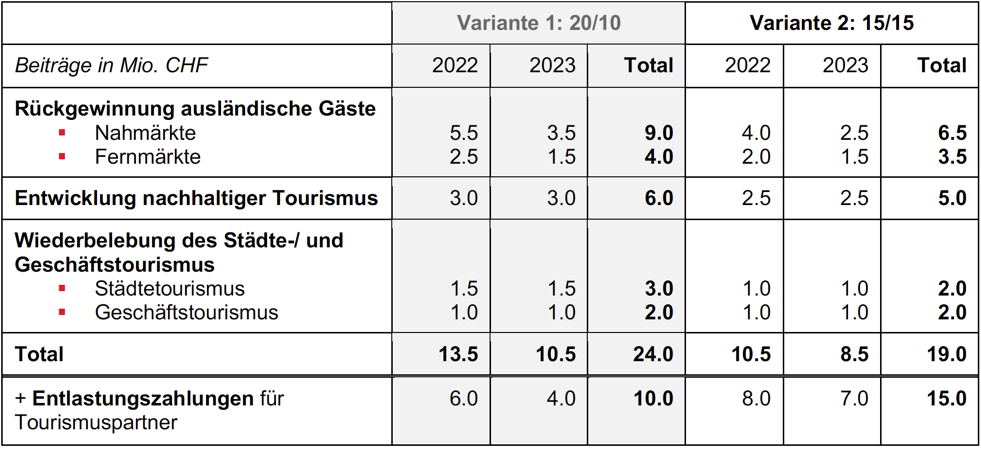 Variante 1: 20/10 Variante 2: 15/15
Beiträge in Mio. CHF 2022 2023 Total 2022 2023 Total
Rückgewinnung ausländische Gäste
▪ Nahmärkte 5.5 3.5 9.0 4.0 2.5 6.5
▪ Fernmärkte 2.5 1.5 4.0 2.0 1.5 3.5
Entwicklung nachhaltiger Tourismus 3.0 3.0 6.0 2.5 2.5 5.0
Wiederbelebung des Städte-/ und
Geschäftstourismus
▪ Städtetourismus 1.5 1.5 3.0 1.0 1.0 2.0
▪ Geschäftstourismus 1.0 1.0 2.0 1.0 1.0 2.0
Total 13.5 10.5 24.0 10.5 8.5 19.0
+ Entlastungszahlungen für 6.0 4.0 10.0 8.0 7.0 15.0
Tourismuspartner